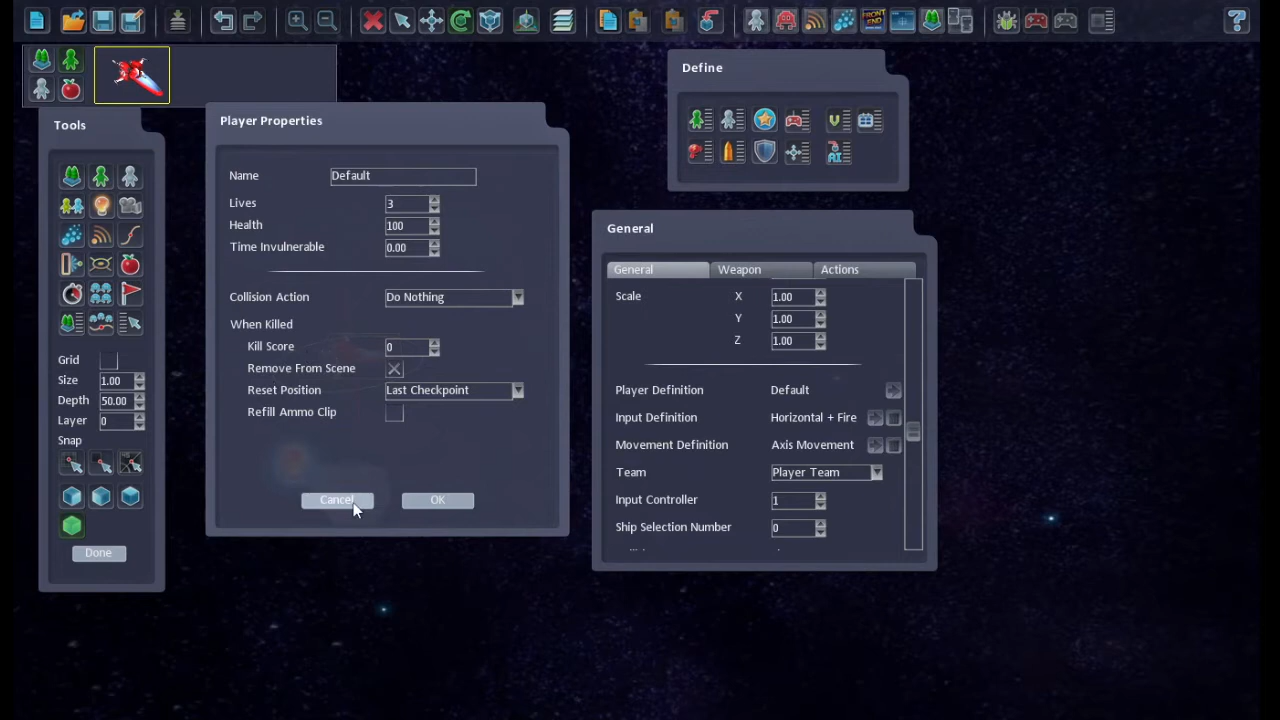 FRONT
END
?
Define
Tools
Player Properties
AI
Name Default
Lives 3
Health 100
Time Invulnerable 0.00
Collision Action Do Nothing
When Killed
Kill Score 0
Remove From Scene
Reset Position Last Checkpoint
Refill Ammo Clip
Cancel OK
Grid
Size 1.00
Depth 50.00
Layer 0
Snap
Done
General
General Weapon Actions
Scale X 1.00
Y 1.00
Z 1.00
Player Definition Default
Input Definition Horizontal + Fire
Movement Definition Axis Movement
Team Player Team
Input Controller 1
Ship Selection Number 0